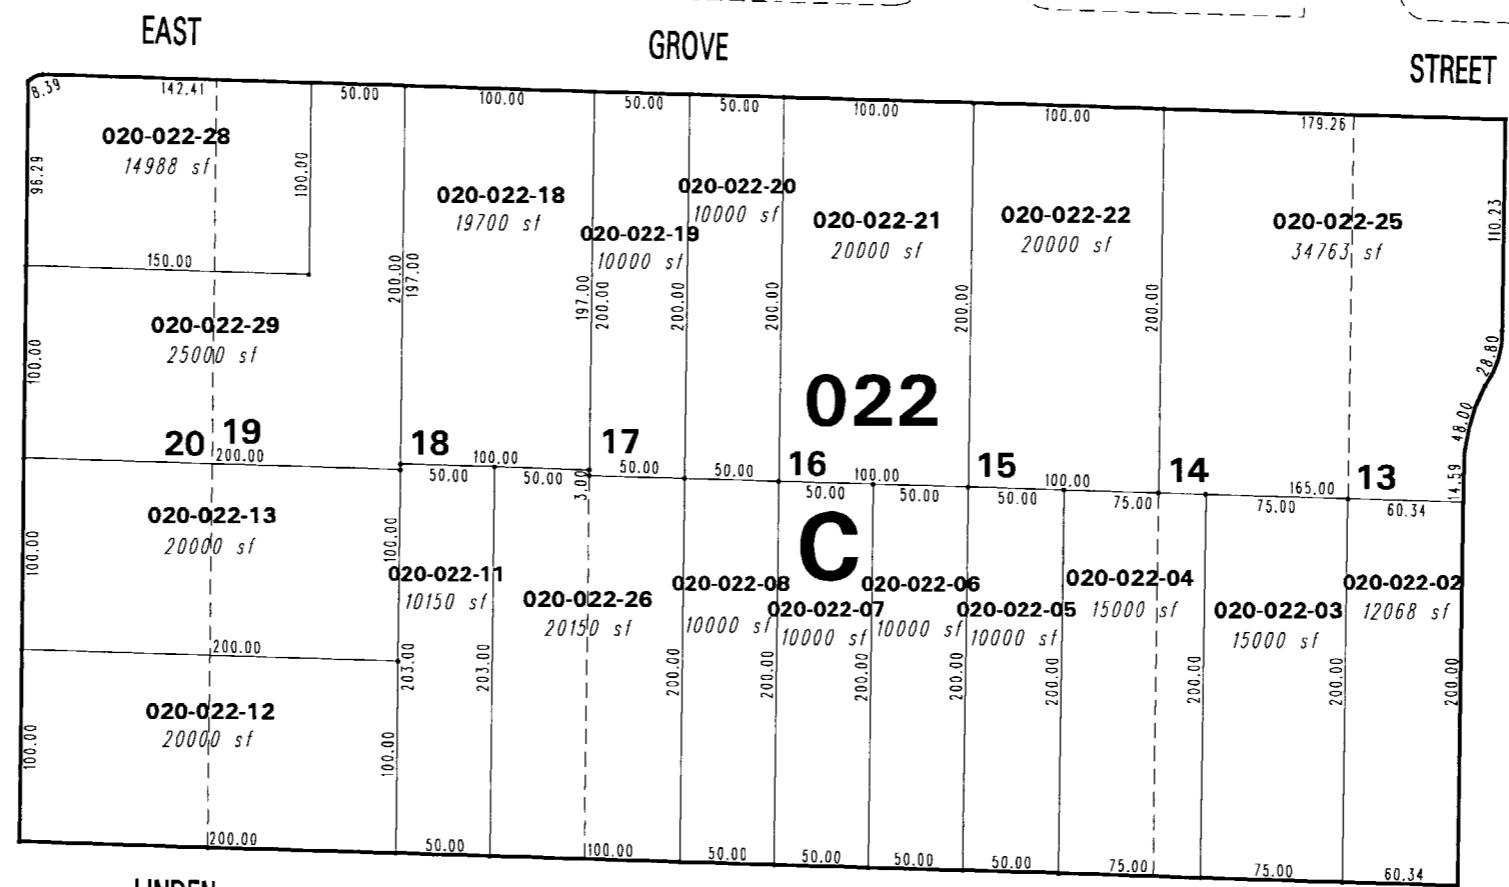 EAST GROVE STREET
8.39 142.41 50.00 100.00 50.00 50.00 100.00 100.00 179.26
020-022-28
14988 sf
96.29
100.00
150.00
020-022-18
19700 sf
020-022-19
10000 sf
020-022-20
10000 sf
020-022-21
20000 sf
020-022-22
20000 sf
020-022-25
34763 sf
110.23
200.00 197.00 197.00 200.00 200.00 200.00 200.00 200.00
28.80
48.00
14.59
020-022-29
25000 sf
100.00
022
20 19 18 17 16 15 14 13
200.00 100.00 50.00 50.00 100.00 100.00 165.00
50.00 50.00 3.00 50.00 50.00 50.00 75.00 75.00 60.34
C
020-022-13
20000 sf
100.00
100.00
020-022-11
10150 sf
020-022-26
20150 sf
020-022-08
10000 sf
020-022-07
10000 sf
020-022-06
10000 sf
020-022-05
10000 sf
020-022-04
15000 sf
020-022-03
15000 sf
020-022-02
12068 sf
200.00
203.00 203.00 200.00 200.00 200.00 200.00 200.00 200.00 200.00 200.00
020-022-12
20000 sf
100.00
100.00
200.00 50.00 100.00 50.00 50.00 50.00 50.00 75.00 75.00 60.34
LINDEN